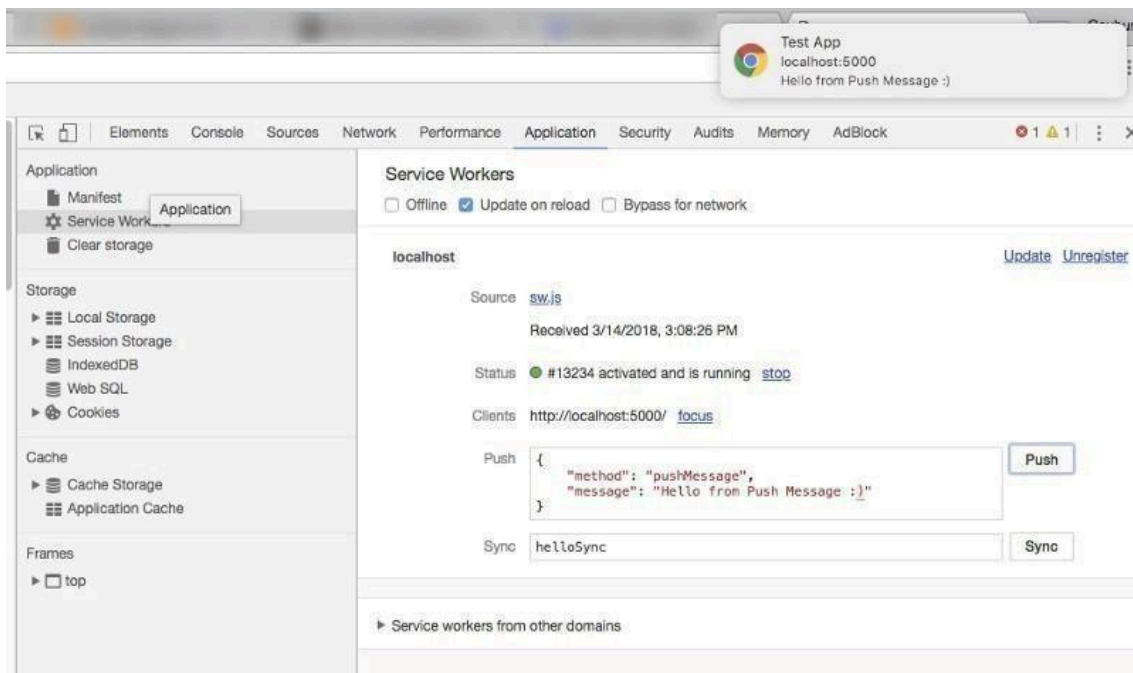 Test App
localhost:5000
Hello from Push Message :)
Elements Console Sources Network Performance Application Security Audits Memory AdBlock 1 1
Application
Manifest
Service Workers
Application
Clear storage
Storage
Local Storage
Session Storage
IndexedDB
Web SQL
Cookies
Cache
Cache Storage
Application Cache
Frames
top
Service Workers
Offline Update on reload Bypass for network
localhost Update Unregister
Source sw.js
Received 3/14/2018, 3:08:26 PM
Status #13234 activated and is running stop
Clients http://localhost:5000/ focus
Push {
"method": "pushMessage",
"message": "Hello from Push Message :)"
}
Push
Sync helloSync Sync
Service workers from other domains